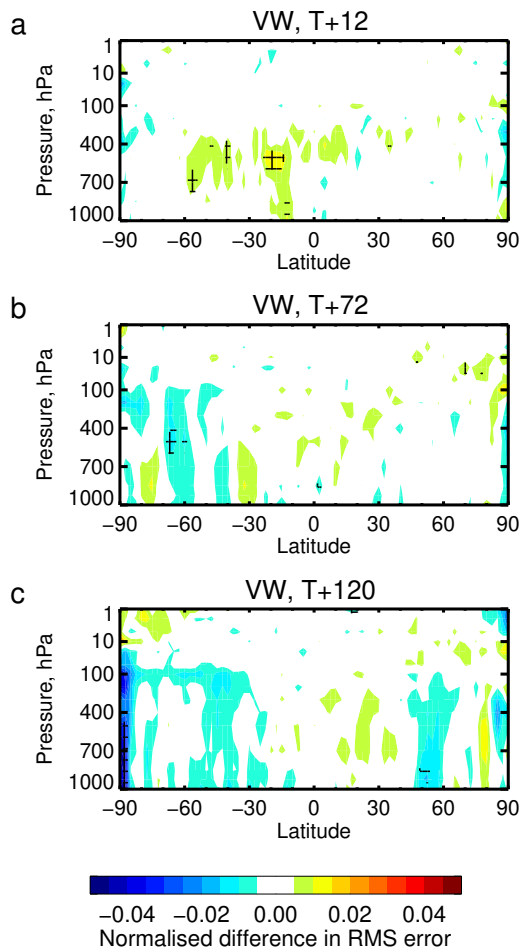 a
VW, T+12
Pressure, hPa
1
10
100
400
700
1000
−90 −60 −30 0 30 60 90
Latitude
b
VW, T+72
Pressure, hPa
1
10
100
400
700
1000
−90 −60 −30 0 30 60 90
Latitude
c
VW, T+120
Pressure, hPa
1
10
100
400
700
1000
−90 −60 −30 0 30 60 90
Latitude
−0.04 −0.02 0.00 0.02 0.04
Normalised difference in RMS error